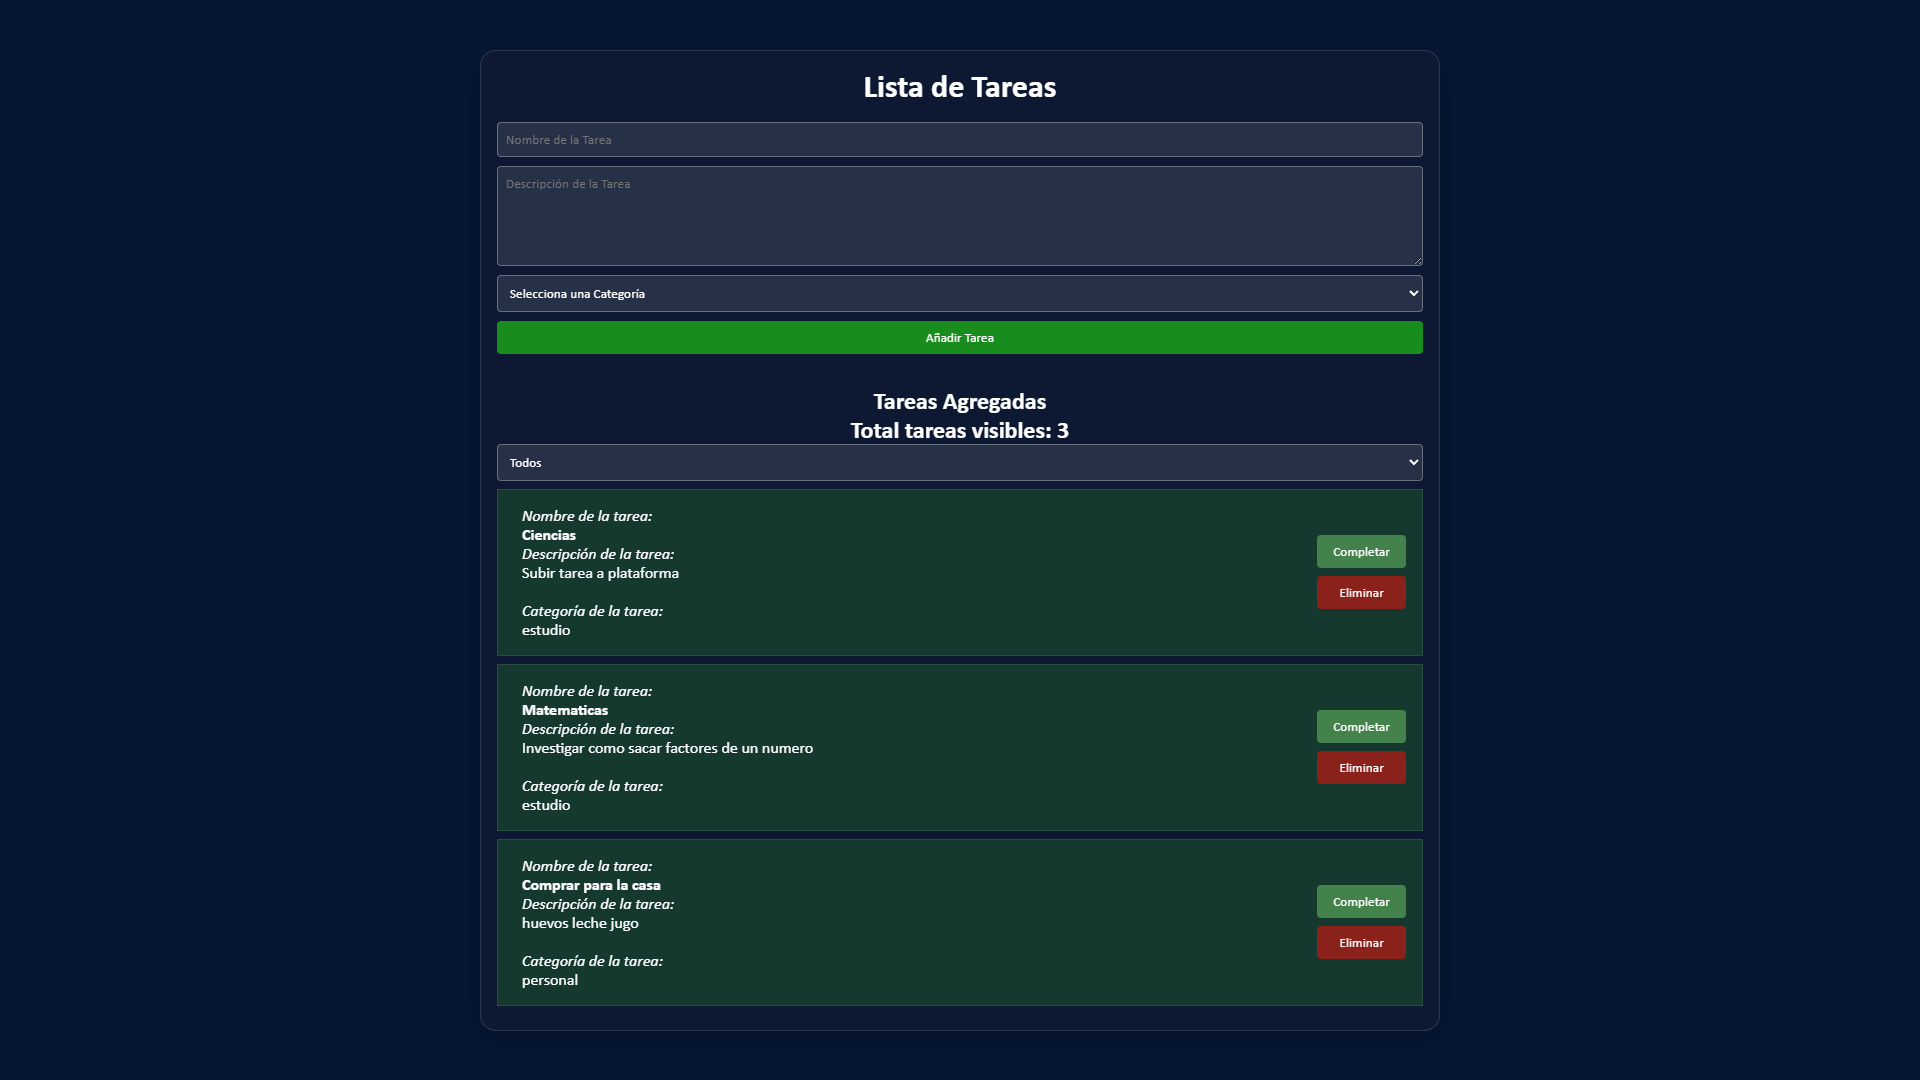 Lista de Tareas
Nombre de la Tarea
Descripción de la Tarea
Selecciona una Categoría
Añadir Tarea
Tareas Agregadas
Total tareas visibles: 3
Todos
Nombre de la tarea:
Ciencias
Descripción de la tarea:
Subir tarea a plataforma
Categoría de la tarea:
estudio
Completar
Eliminar
Nombre de la tarea:
Matematicas
Descripción de la tarea:
Investigar como sacar factores de un numero
Categoría de la tarea:
estudio
Completar
Eliminar
Nombre de la tarea:
Comprar para la casa
Descripción de la tarea:
huevos leche jugo
Categoría de la tarea:
personal
Completar
Eliminar